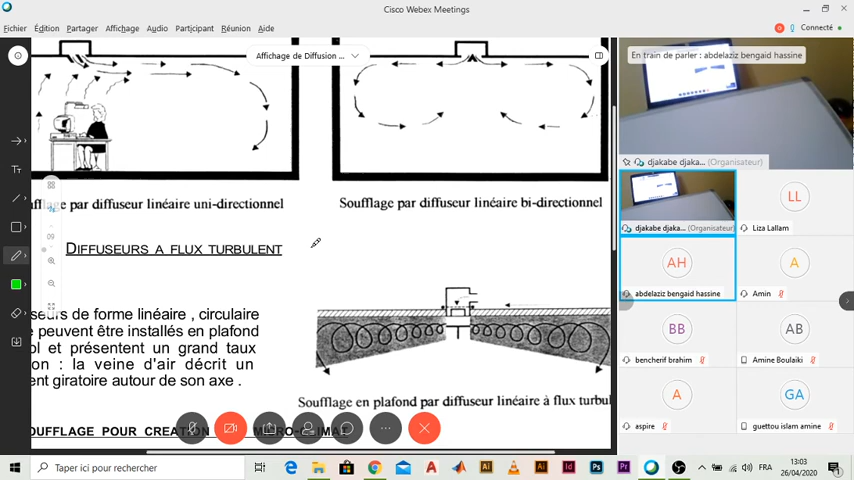 Cisco Webex Meetings
Fichier Édition Partager Affichage Audio Participant Réunion Aide
Connecté
Affichage de Diffusion ...
En train de parler : abdelaziz bengaid hassine
djakabe djaka... (Organisateur)
djakabe djaka... (Organisateur)
LL
Liza Lallam
AH
abdelaziz bengaid hassine
A
Amin
BB
bencherif brahim
AB
Amine Boulaiki
A
aspire
GA
guettou islam amine
par diffuseur linéaire uni-directionnel
Soufflage par diffuseur linéaire bi-directionnel
DIFFUSEURS A FLUX TURBULENT
seurs de forme linéaire , circulaire
e peuvent être installés en plafond
ol et présentent un grand taux
on : la veine d'air décrit un
ent giratoire autour de son axe .
Soufflage en plafond par diffuseur linéaire à flux turbul
OUFFLAGE POUR CREATION
Taper ici pour rechercher
FRA
13:03
26/04/2020